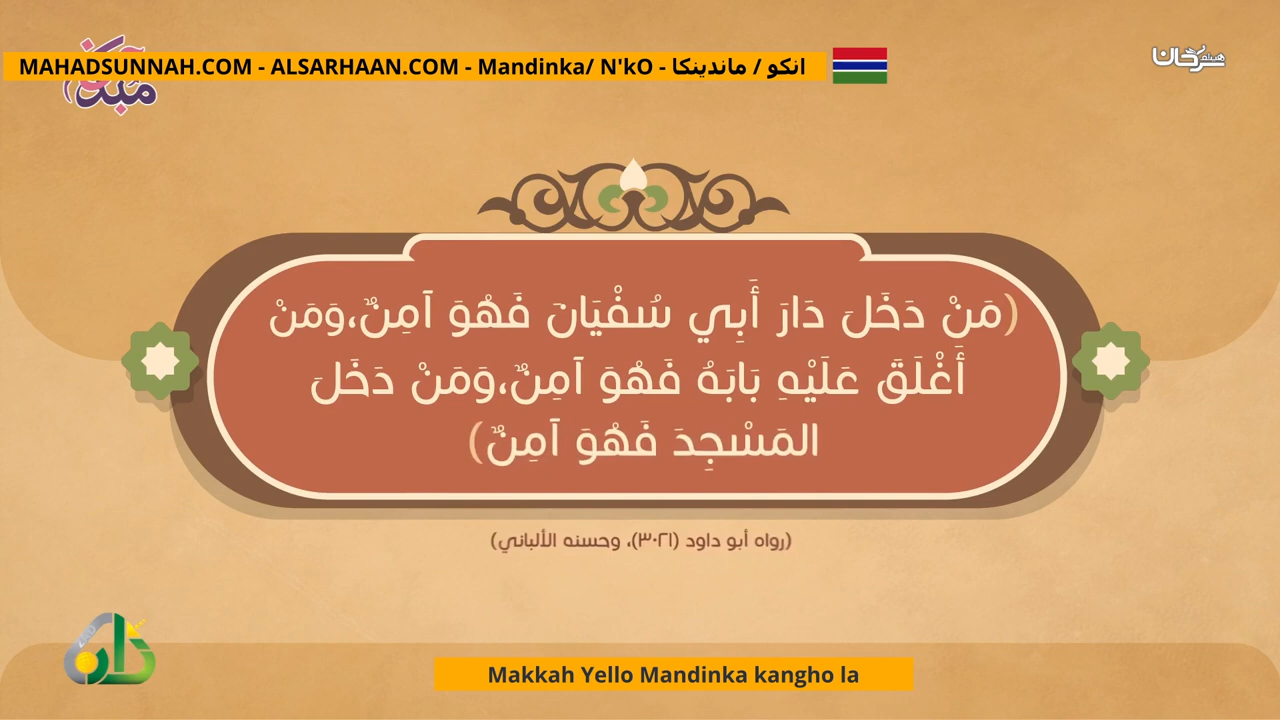 MAHADSUNNAH.COM - ALSARHAAN.COM - Mandinka/ N'kO - انكو / ماندينكا
(مَنْ دَخَلَ دَارَ أَبِي سُفْيَانَ فَهُوَ آمِنٌ،وَمَنْ
أَغْلَقَ عَلَيْهِ بَابَهُ فَهُوَ آمِنٌ،وَمَنْ دَخَلَ
المَسْجِدَ فَهُوَ آمِنٌ)
(رواه أبو داود (٣٠٢١)، وحسنه الألباني)
Makkah Yello Mandinka kangho la